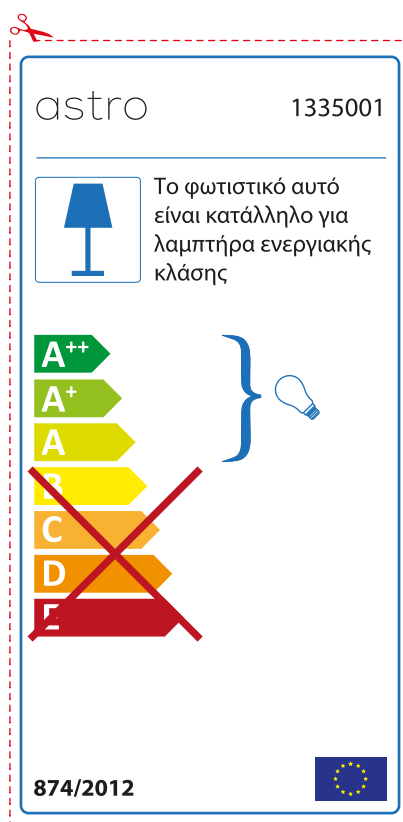 astro
1335001
Το φωτιστικό αυτό
είναι κατάλληλο για
λαμπτήρα ενεργιακής
κλάσης
A++
A+
A
B
C
D
E
874/2012